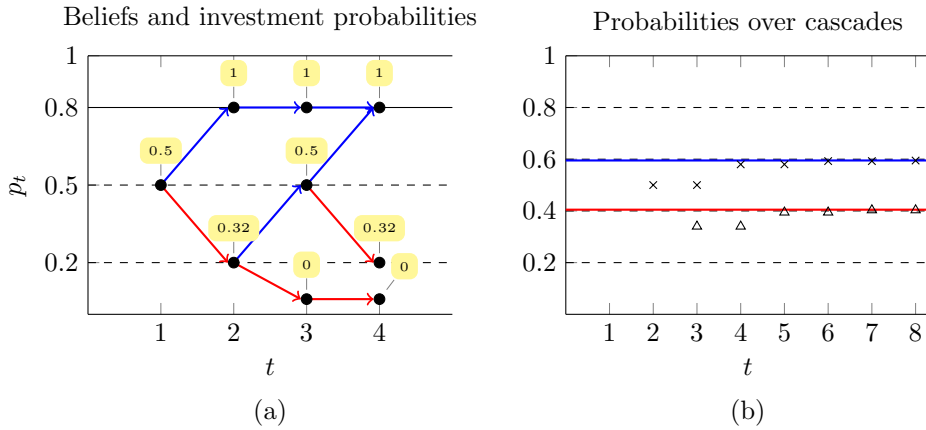 Beliefs and investment probabilities
1
0.8
0.5
0.2
p_t
1
1
1
0.5
0.5
0.32
0.32
0
0
1 2 3 4
t
(a)
Probabilities over cascades
1
0.8
0.6
0.4
0.2
1 2 3 4 5 6 7 8
t
(b)